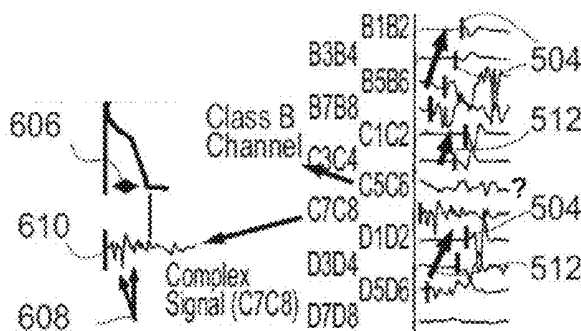 B1B2
B3B4
504
B5B6
606
Class B
Channel
B7B8
C1C2
512
C3C4
C5C6
?
C7C8
504
610
D1D2
Complex
Signal (C7C8)
D3D4
512
608
D5D6
D7D8